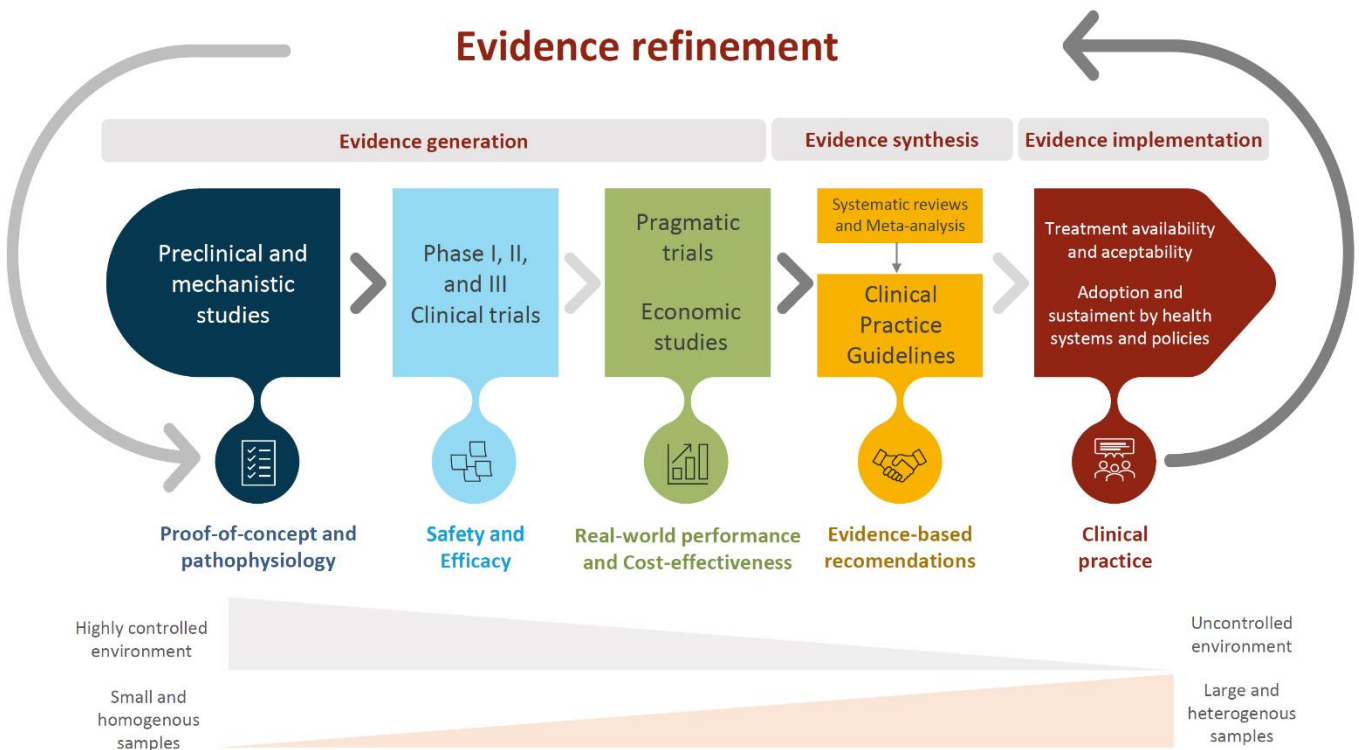 Evidence refinement
Evidence generation
Evidence synthesis
Evidence implementation
Preclinical and
mechanistic
studies
Phase I, II,
and III
Clinical trials
Pragmatic
trials
Economic
studies
Systematic reviews
and Meta-analysis
Clinical
Practice
Guidelines
Treatment availability
and aceptability
Adoption and
sustaiment by health
systems and policies
Proof-of-concept and
pathophysiology
Safety and
Efficacy
Real-world performance
and Cost-effectiveness
Evidence-based
recomendations
Clinical
practice
Highly controlled
environment
Uncontrolled
environment
Small and
homogenous
samples
Large and
heterogenous
samples